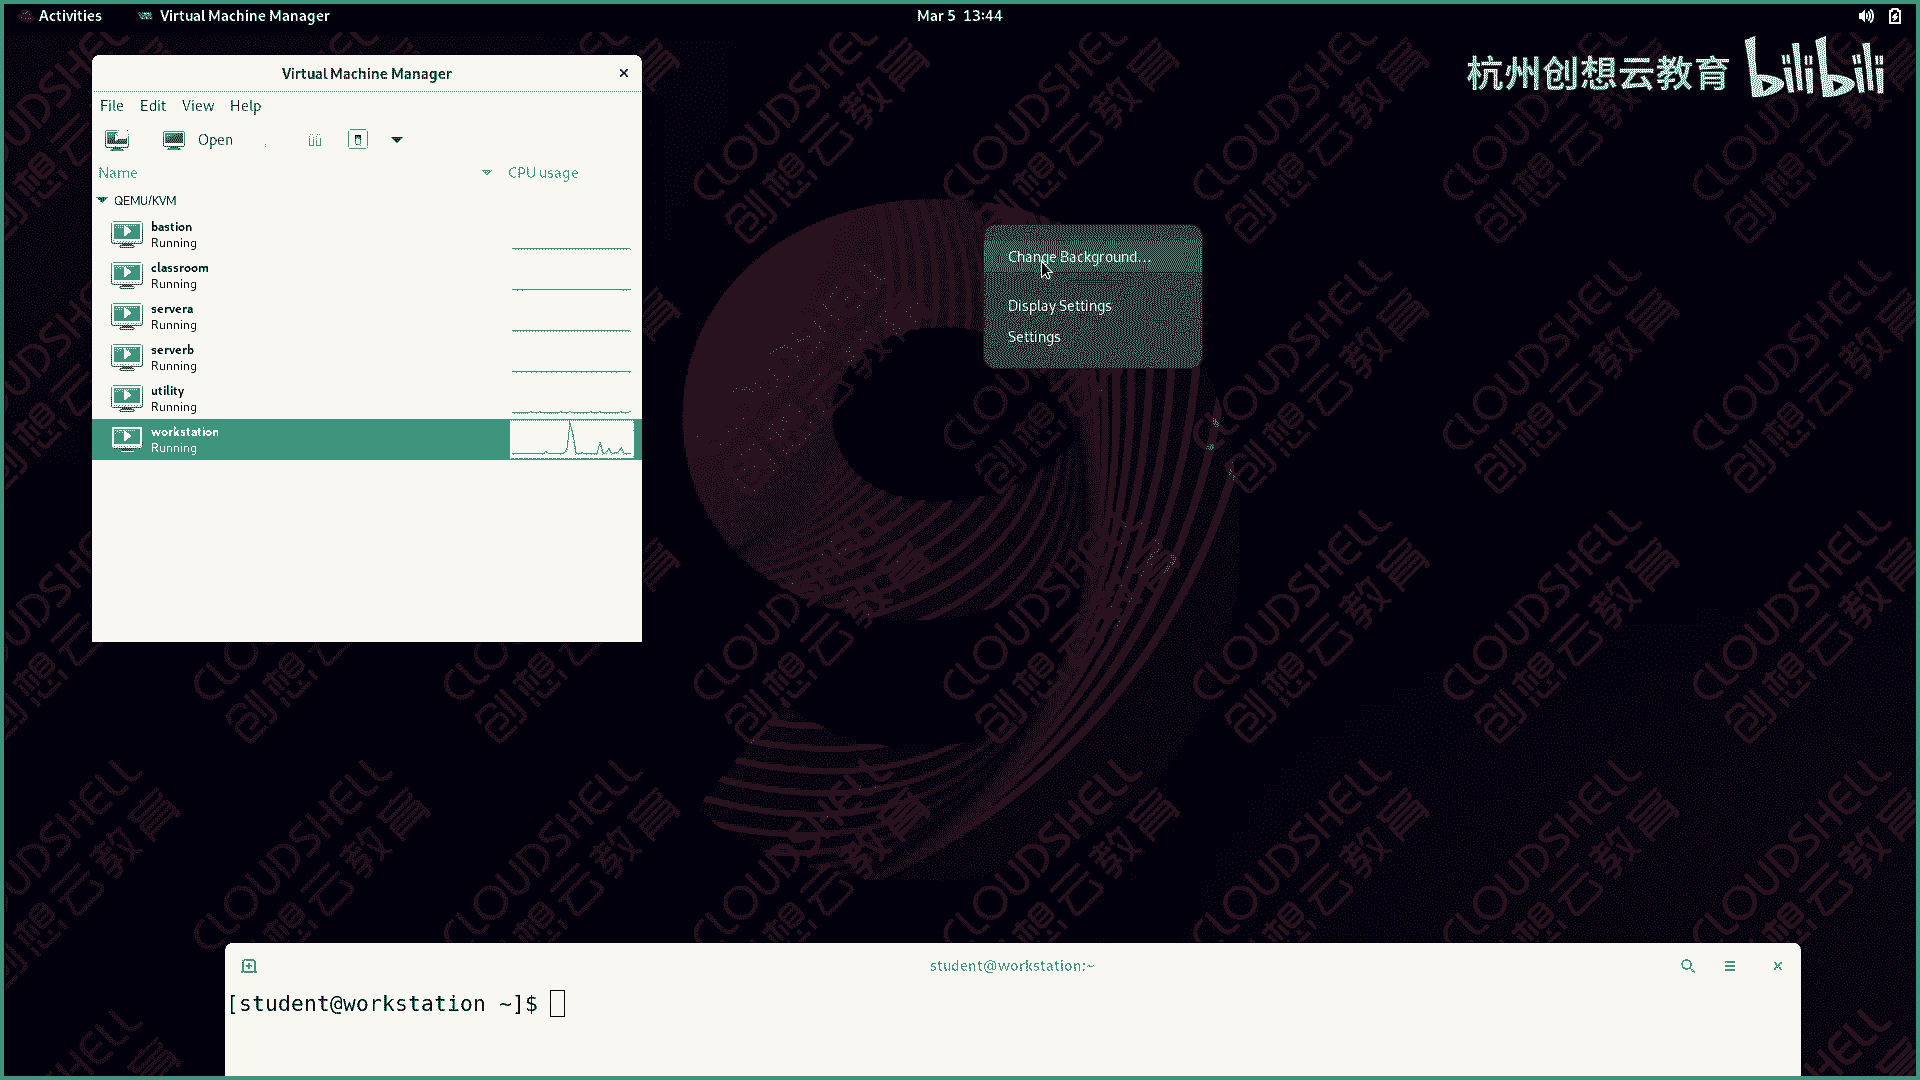 Activities
Virtual Machine Manager
Mar 5 13:44
杭州创想云教育 bilibili
Virtual Machine Manager
File Edit View Help
Open
Name CPU usage
QEMU/KVM
bastion
Running
classroom
Running
servera
Running
serverb
Running
utility
Running
workstation
Running
Change Background...
Display Settings
Settings
CLOUDSHELL
创想云教育
student@workstation:~
[student@workstation ~]$